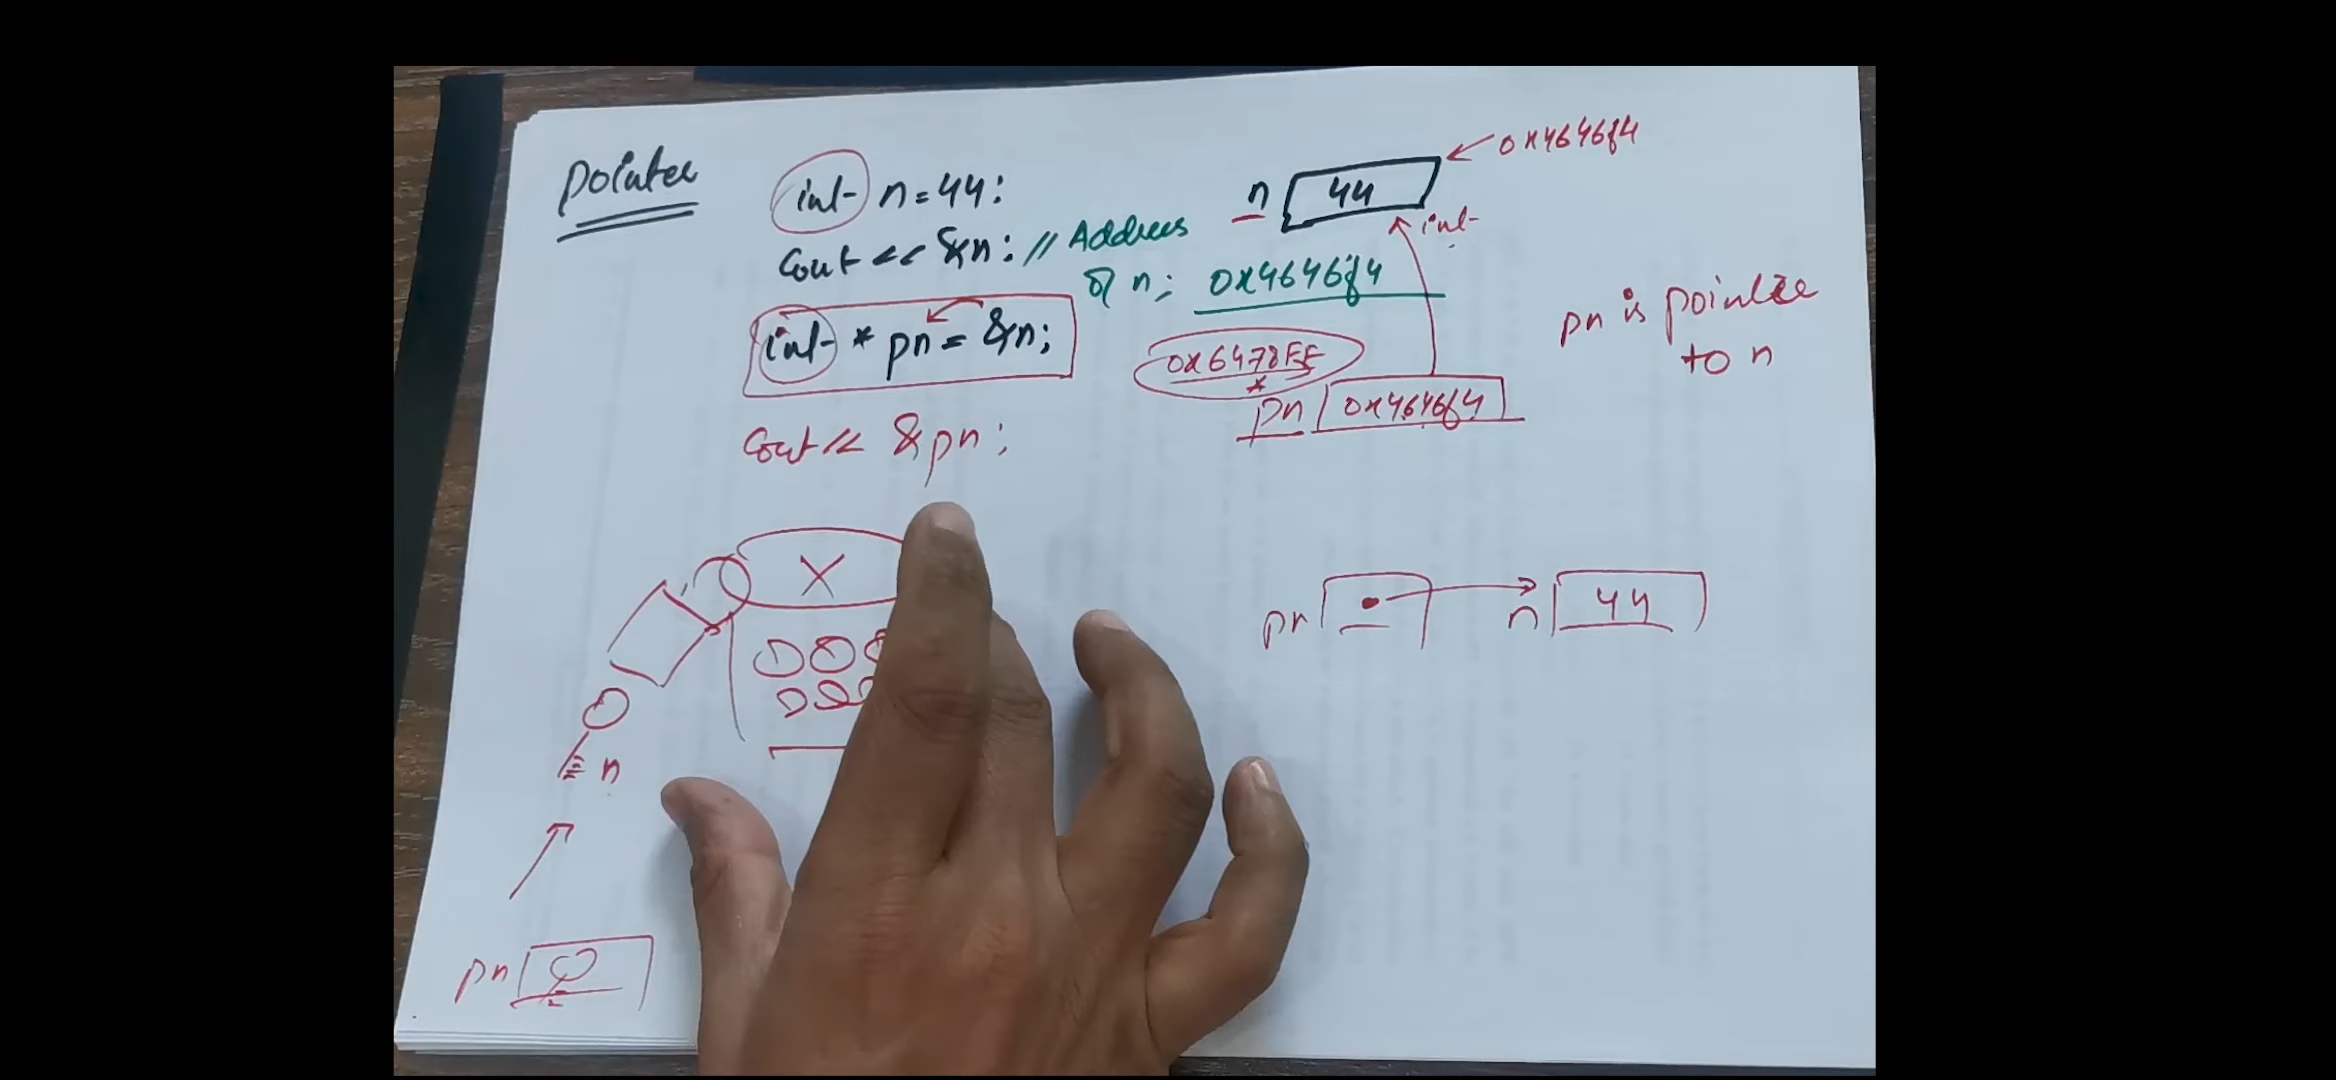 pointer
int n = 44;
n 44
0x4646f4
int
cout << &n; // Address
of n; 0x4646f4
int * pn = &n;
0x6478FF
*
pn 0x4646f4
pn is pointer
to n
cout << &pn;
X
n
pn
pn
n 44